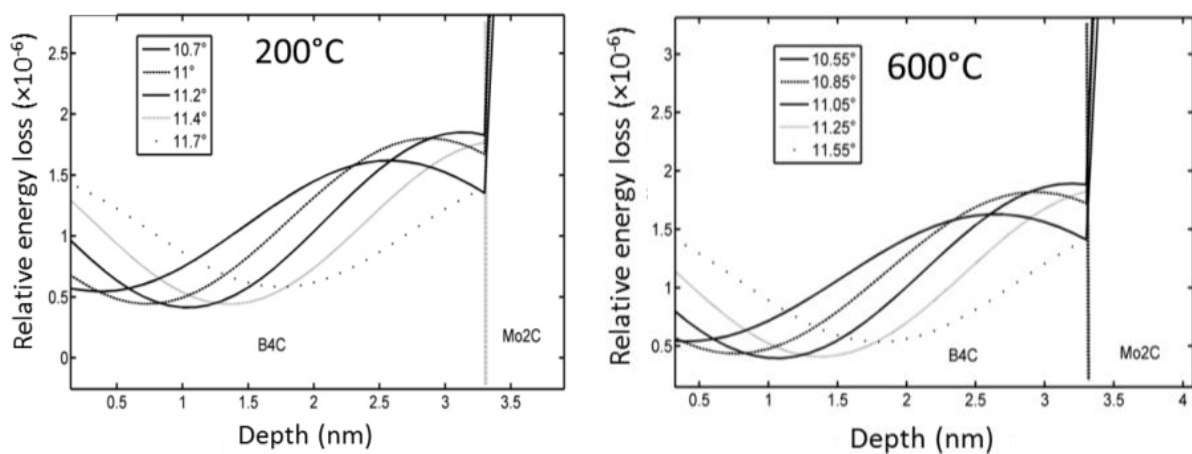 Relative energy loss (×10⁻⁶)
2.5
2
1.5
1
0.5
0
10.7°
11°
11.2°
11.4°
11.7°
200°C
B4C
Mo2C
0.5 1 1.5 2 2.5 3 3.5
Depth (nm)
Relative energy loss (×10⁻⁶)
3
2.5
2
1.5
1
0.5
10.55°
10.85°
11.05°
11.25°
11.55°
600°C
B4C
Mo2C
0.5 1 1.5 2 2.5 3 3.5 4
Depth (nm)